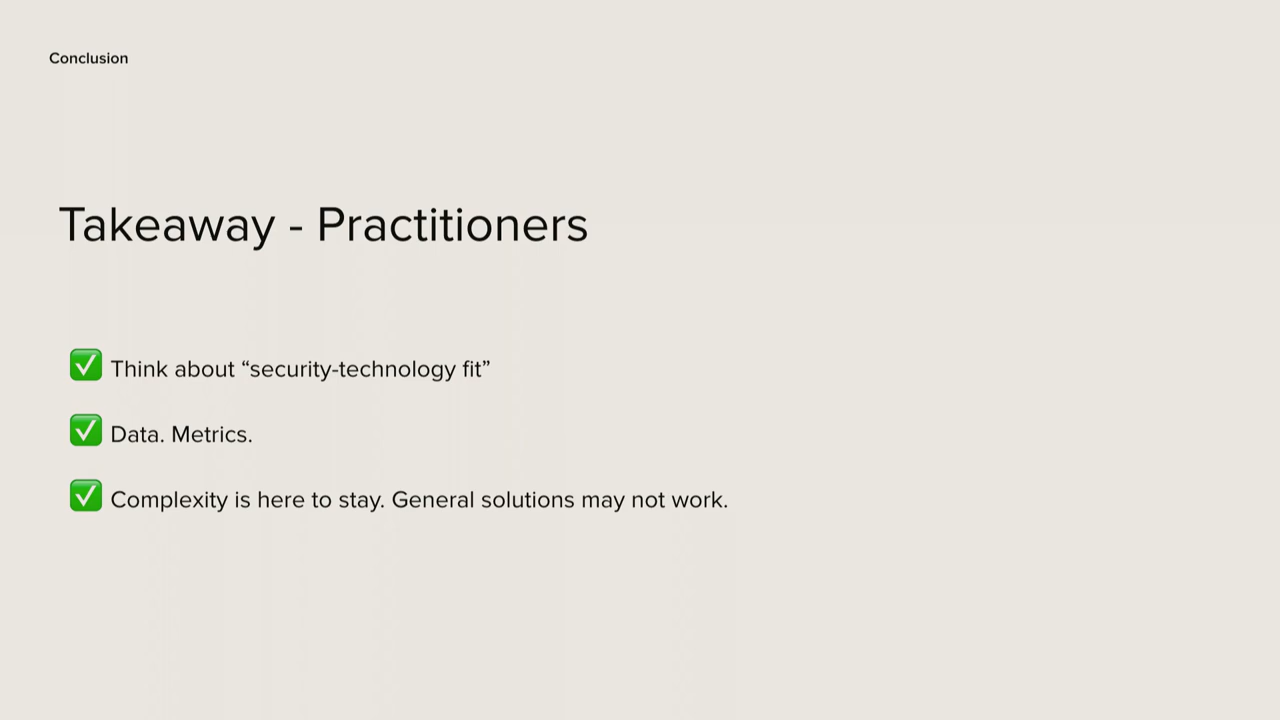 Conclusion
Takeaway - Practitioners
✅ Think about “security-technology fit”
✅ Data. Metrics.
✅ Complexity is here to stay. General solutions may not work.